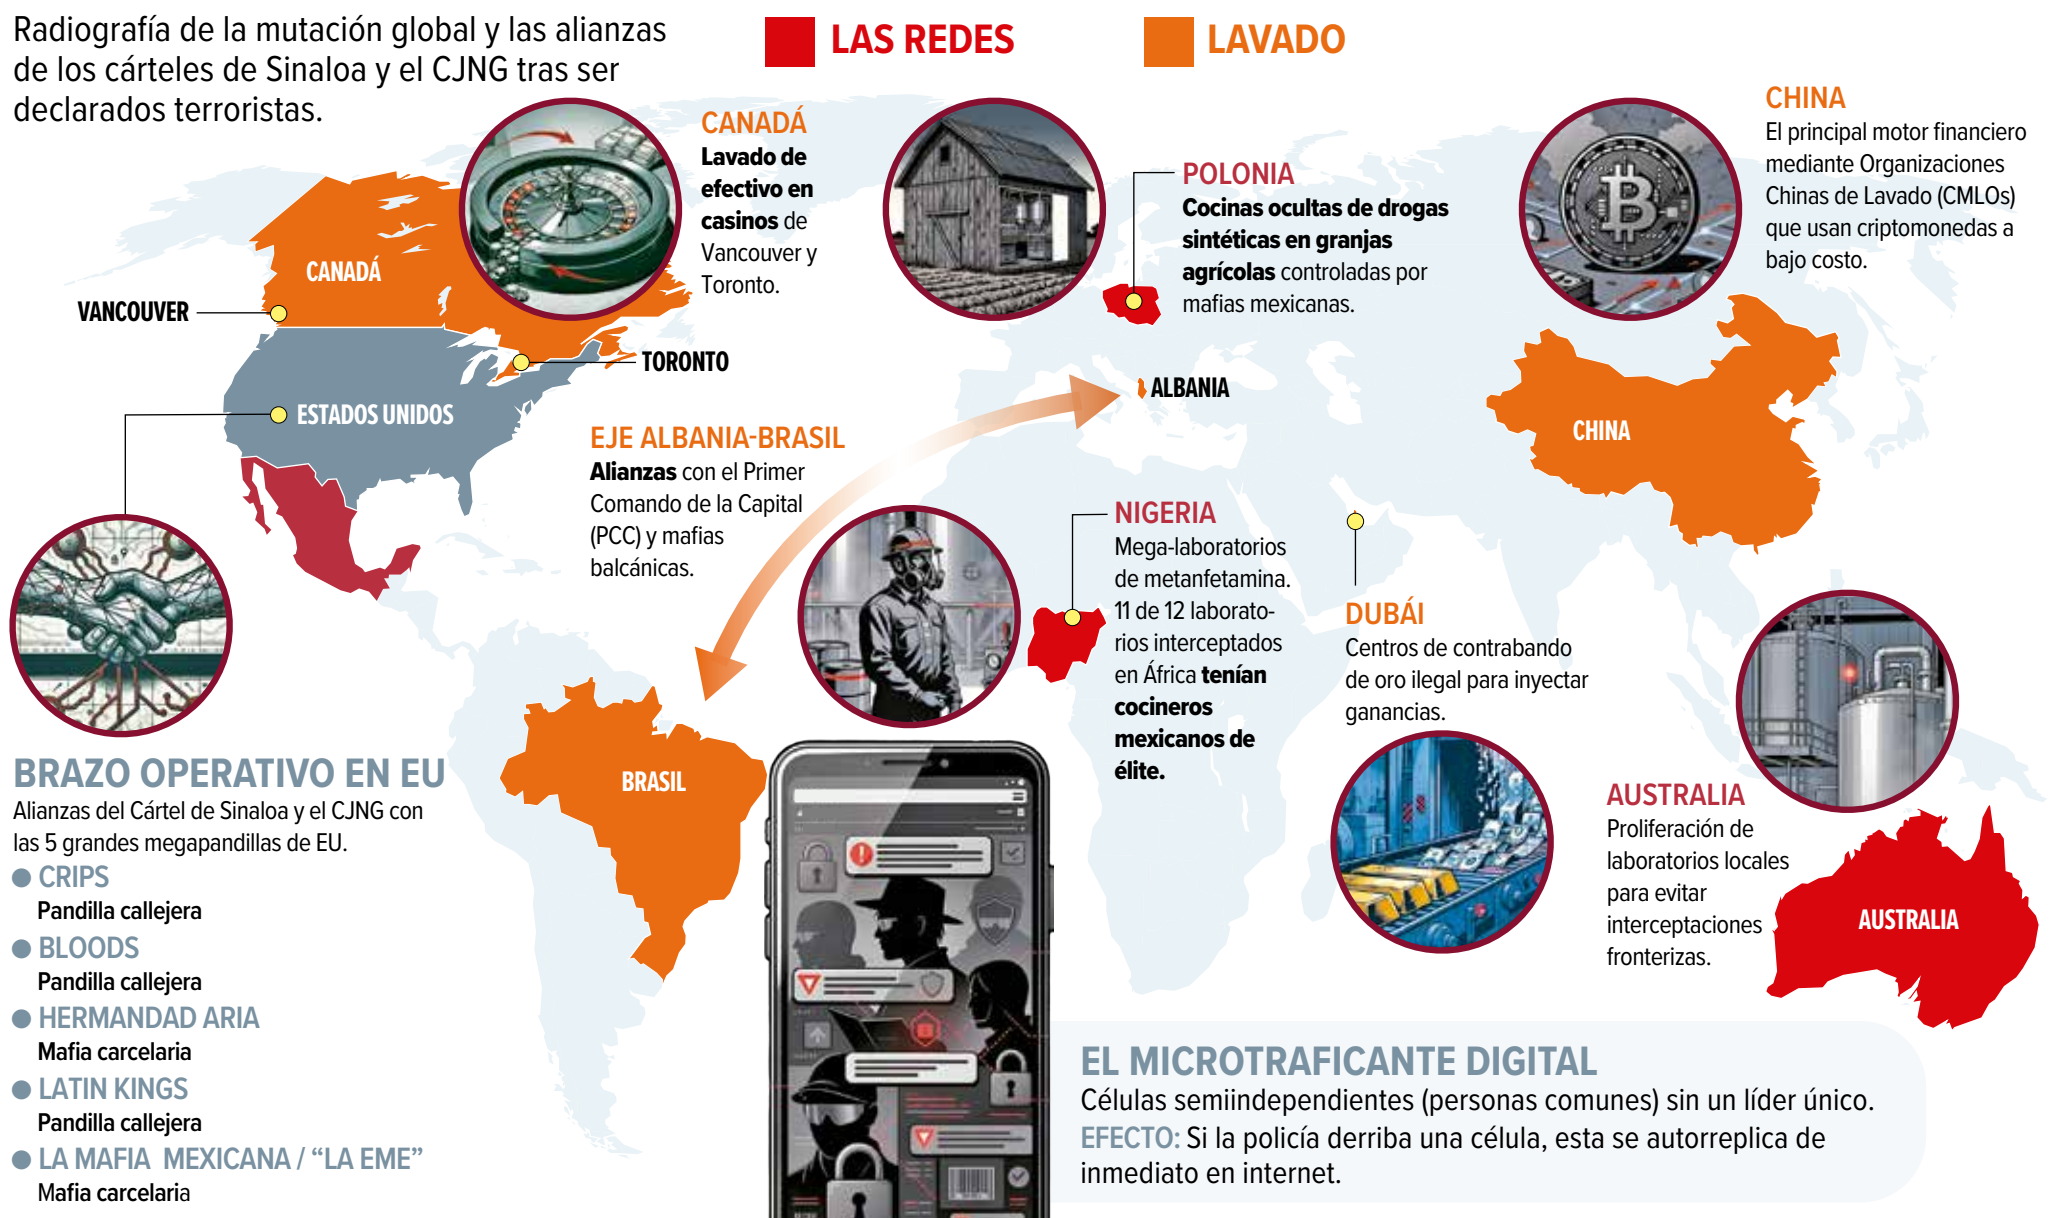 Radiografía de la mutación global y las alianzas
de los cárteles de Sinaloa y el CJNG tras ser
declarados terroristas.
LAS REDES
LAVADO
CANADÁ
Lavado de
efectivo en
casinos de
Vancouver y
Toronto.
POLONIA
Cocinas ocultas de drogas
sintéticas en granjas
agrícolas controladas por
mafias mexicanas.
CHINA
El principal motor financiero
mediante Organizaciones
Chinas de Lavado (CMLOs)
que usan criptomonedas a
bajo costo.
CANADÁ
VANCOUVER
TORONTO
ESTADOS UNIDOS
ALBANIA
CHINA
EJE ALBANIA-BRASIL
Alianzas con el Primer
Comando de la Capital
(PCC) y mafias
balcánicas.
NIGERIA
Mega-laboratorios
de metanfetamina.
11 de 12 laborato-
rios interceptados
en África tenían
cocineros
mexicanos de
élite.
DUBÁI
Centros de contrabando
de oro ilegal para inyectar
ganancias.
BRASIL
AUSTRALIA
Proliferación de
laboratorios locales
para evitar
interceptaciones
fronterizas.
AUSTRALIA
BRAZO OPERATIVO EN EU
Alianzas del Cártel de Sinaloa y el CJNG con
las 5 grandes megapandillas de EU.
CRIPS
Pandilla callejera
BLOODS
Pandilla callejera
HERMANDAD ARIA
Mafia carcelaria
LATIN KINGS
Pandilla callejera
LA MAFIA MEXICANA / “LA EME”
Mafia carcelaria
EL MICROTRAFICANTE DIGITAL
Células semiindependientes (personas comunes) sin un líder único.
EFECTO: Si la policía derriba una célula, esta se autorreplica de
inmediato en internet.